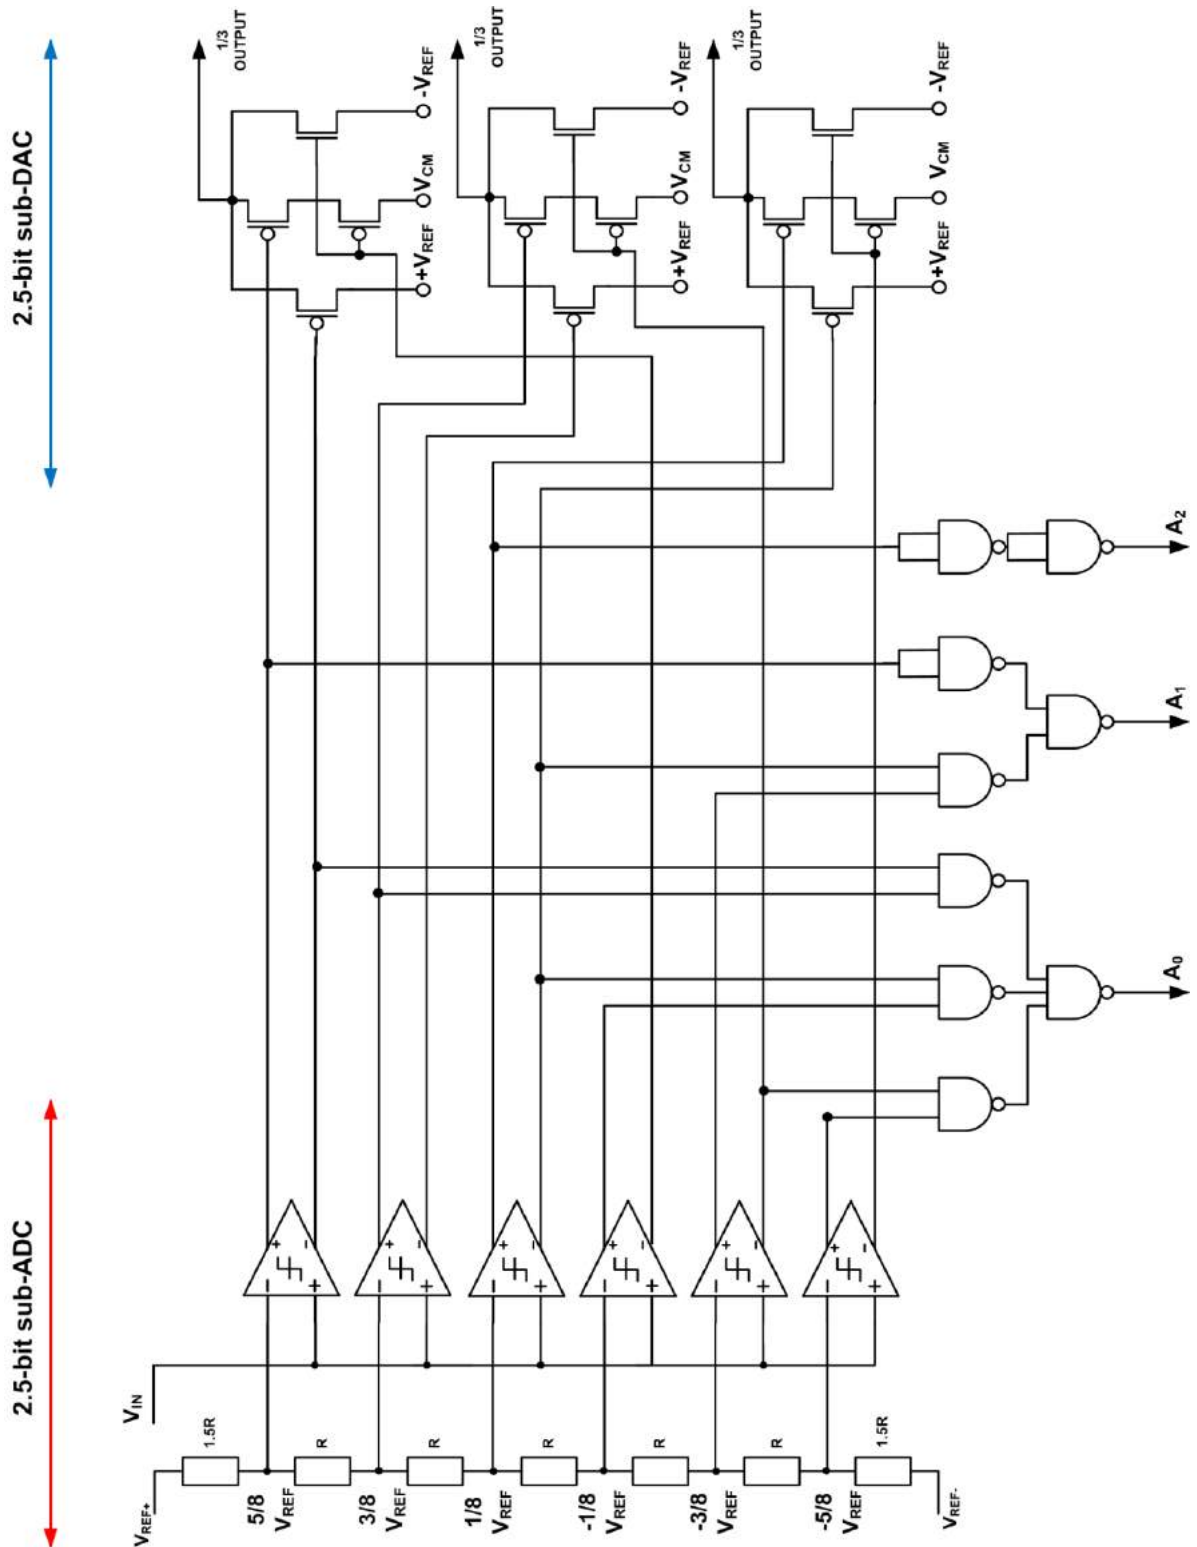 2.5-bit sub-ADC
2.5-bit sub-DAC
1/3
OUTPUT
-VREF
VCM
+VREF
1/3
OUTPUT
-VREF
VCM
+VREF
1/3
OUTPUT
-VREF
VCM
+VREF
VIN
VREF+
1.5R
5/8
VREF
R
3/8
VREF
R
1/8
VREF
R
-1/8
VREF
R
-3/8
VREF
R
-5/8
VREF
1.5R
VREF-
- +
+ -
- +
+ -
- +
+ -
- +
+ -
- +
+ -
- +
+ -
A0
A1
A2